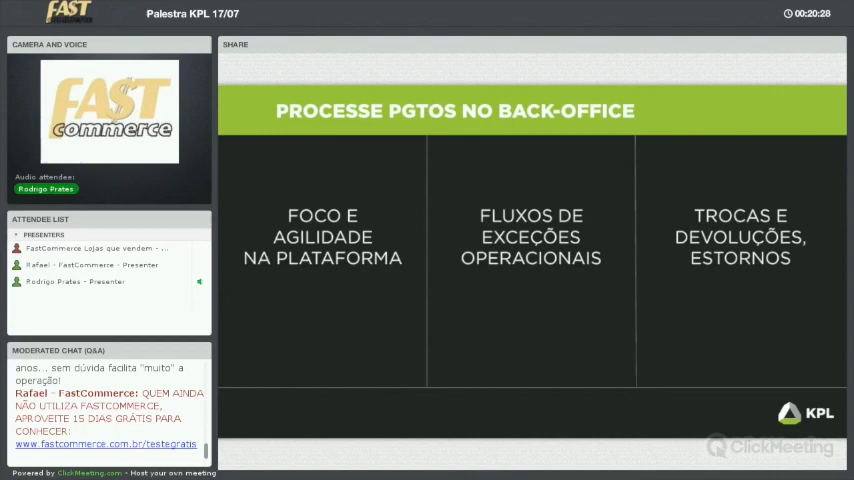 FA$T
commerce
Palestra KPL 17/07
00:20:28
CAMERA AND VOICE
FA$T
commerce
Audio attendee:
Rodrigo Prates
ATTENDEE LIST
PRESENTERS
FastCommerce Lojas que vendem - ...
Rafael - FastCommerce - Presenter
Rodrigo Prates - Presenter
MODERATED CHAT (Q&A)
anos... sem dúvida facilita "muito" a
operação!
Rafael - FastCommerce: QUEM AINDA
NÃO UTILIZA FASTCOMMERCE,
APROVEITE 15 DIAS GRÁTIS PARA
CONHECER:
www.fastcommerce.com.br/testegratis
Powered by ClickMeeting.com - Host your own meeting
SHARE
PROCESSE PGTOS NO BACK-OFFICE
FOCO E
AGILIDADE
NA PLATAFORMA
FLUXOS DE
EXCEÇÕES
OPERACIONAIS
TROCAS E
DEVOLUÇÕES,
ESTORNOS
KPL
ClickMeeting